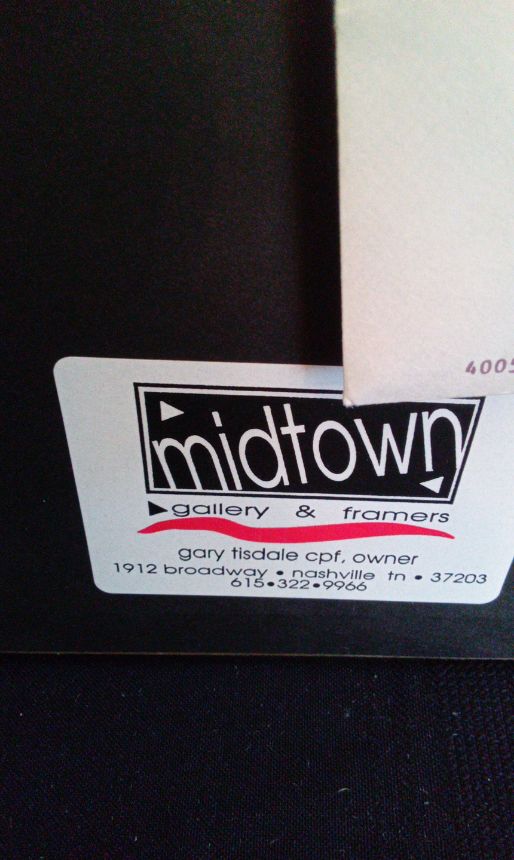 4005
midtown
gallery & framers
gary tisdale cpf, owner
1912 broadway • nashville tn • 37203
615•322•9966